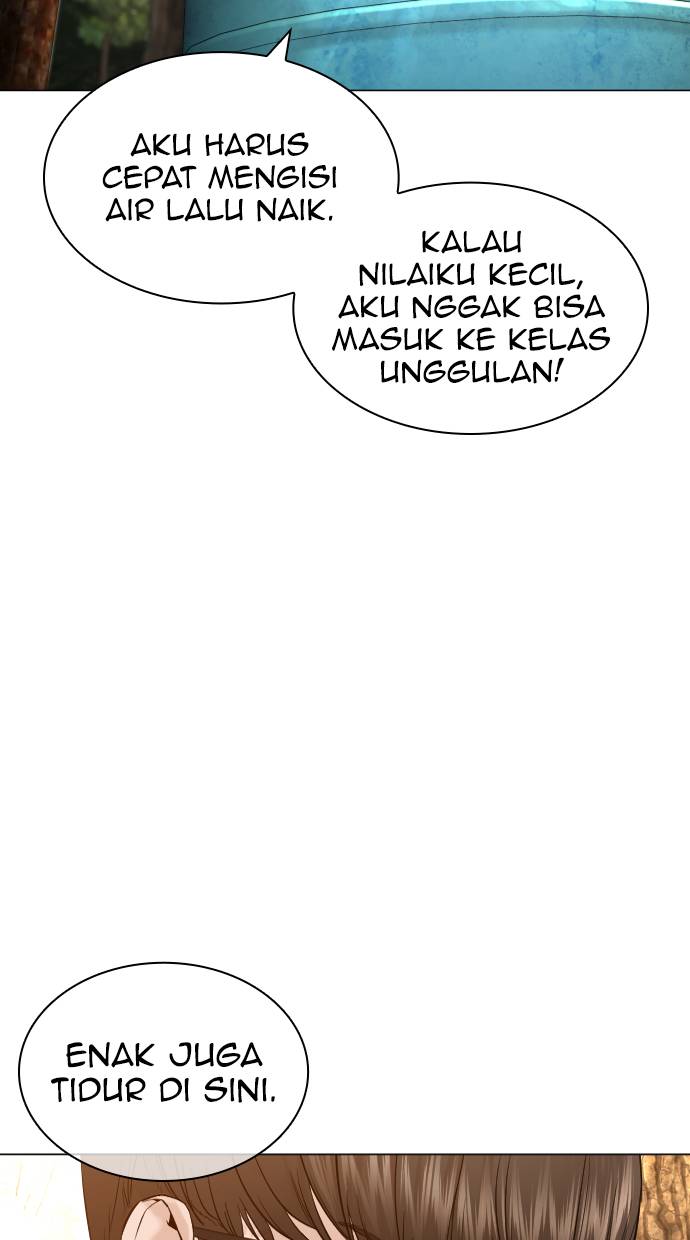 AKU HARUS
CEPAT MENGISI
AIR LALU NAIK.
KALAU
NILAIKU KECIL,
AKU NGGAK BISA
MASUK KE KELAS
UNGGULAN!
ENAK JUGA
TIDUR DI SINI.